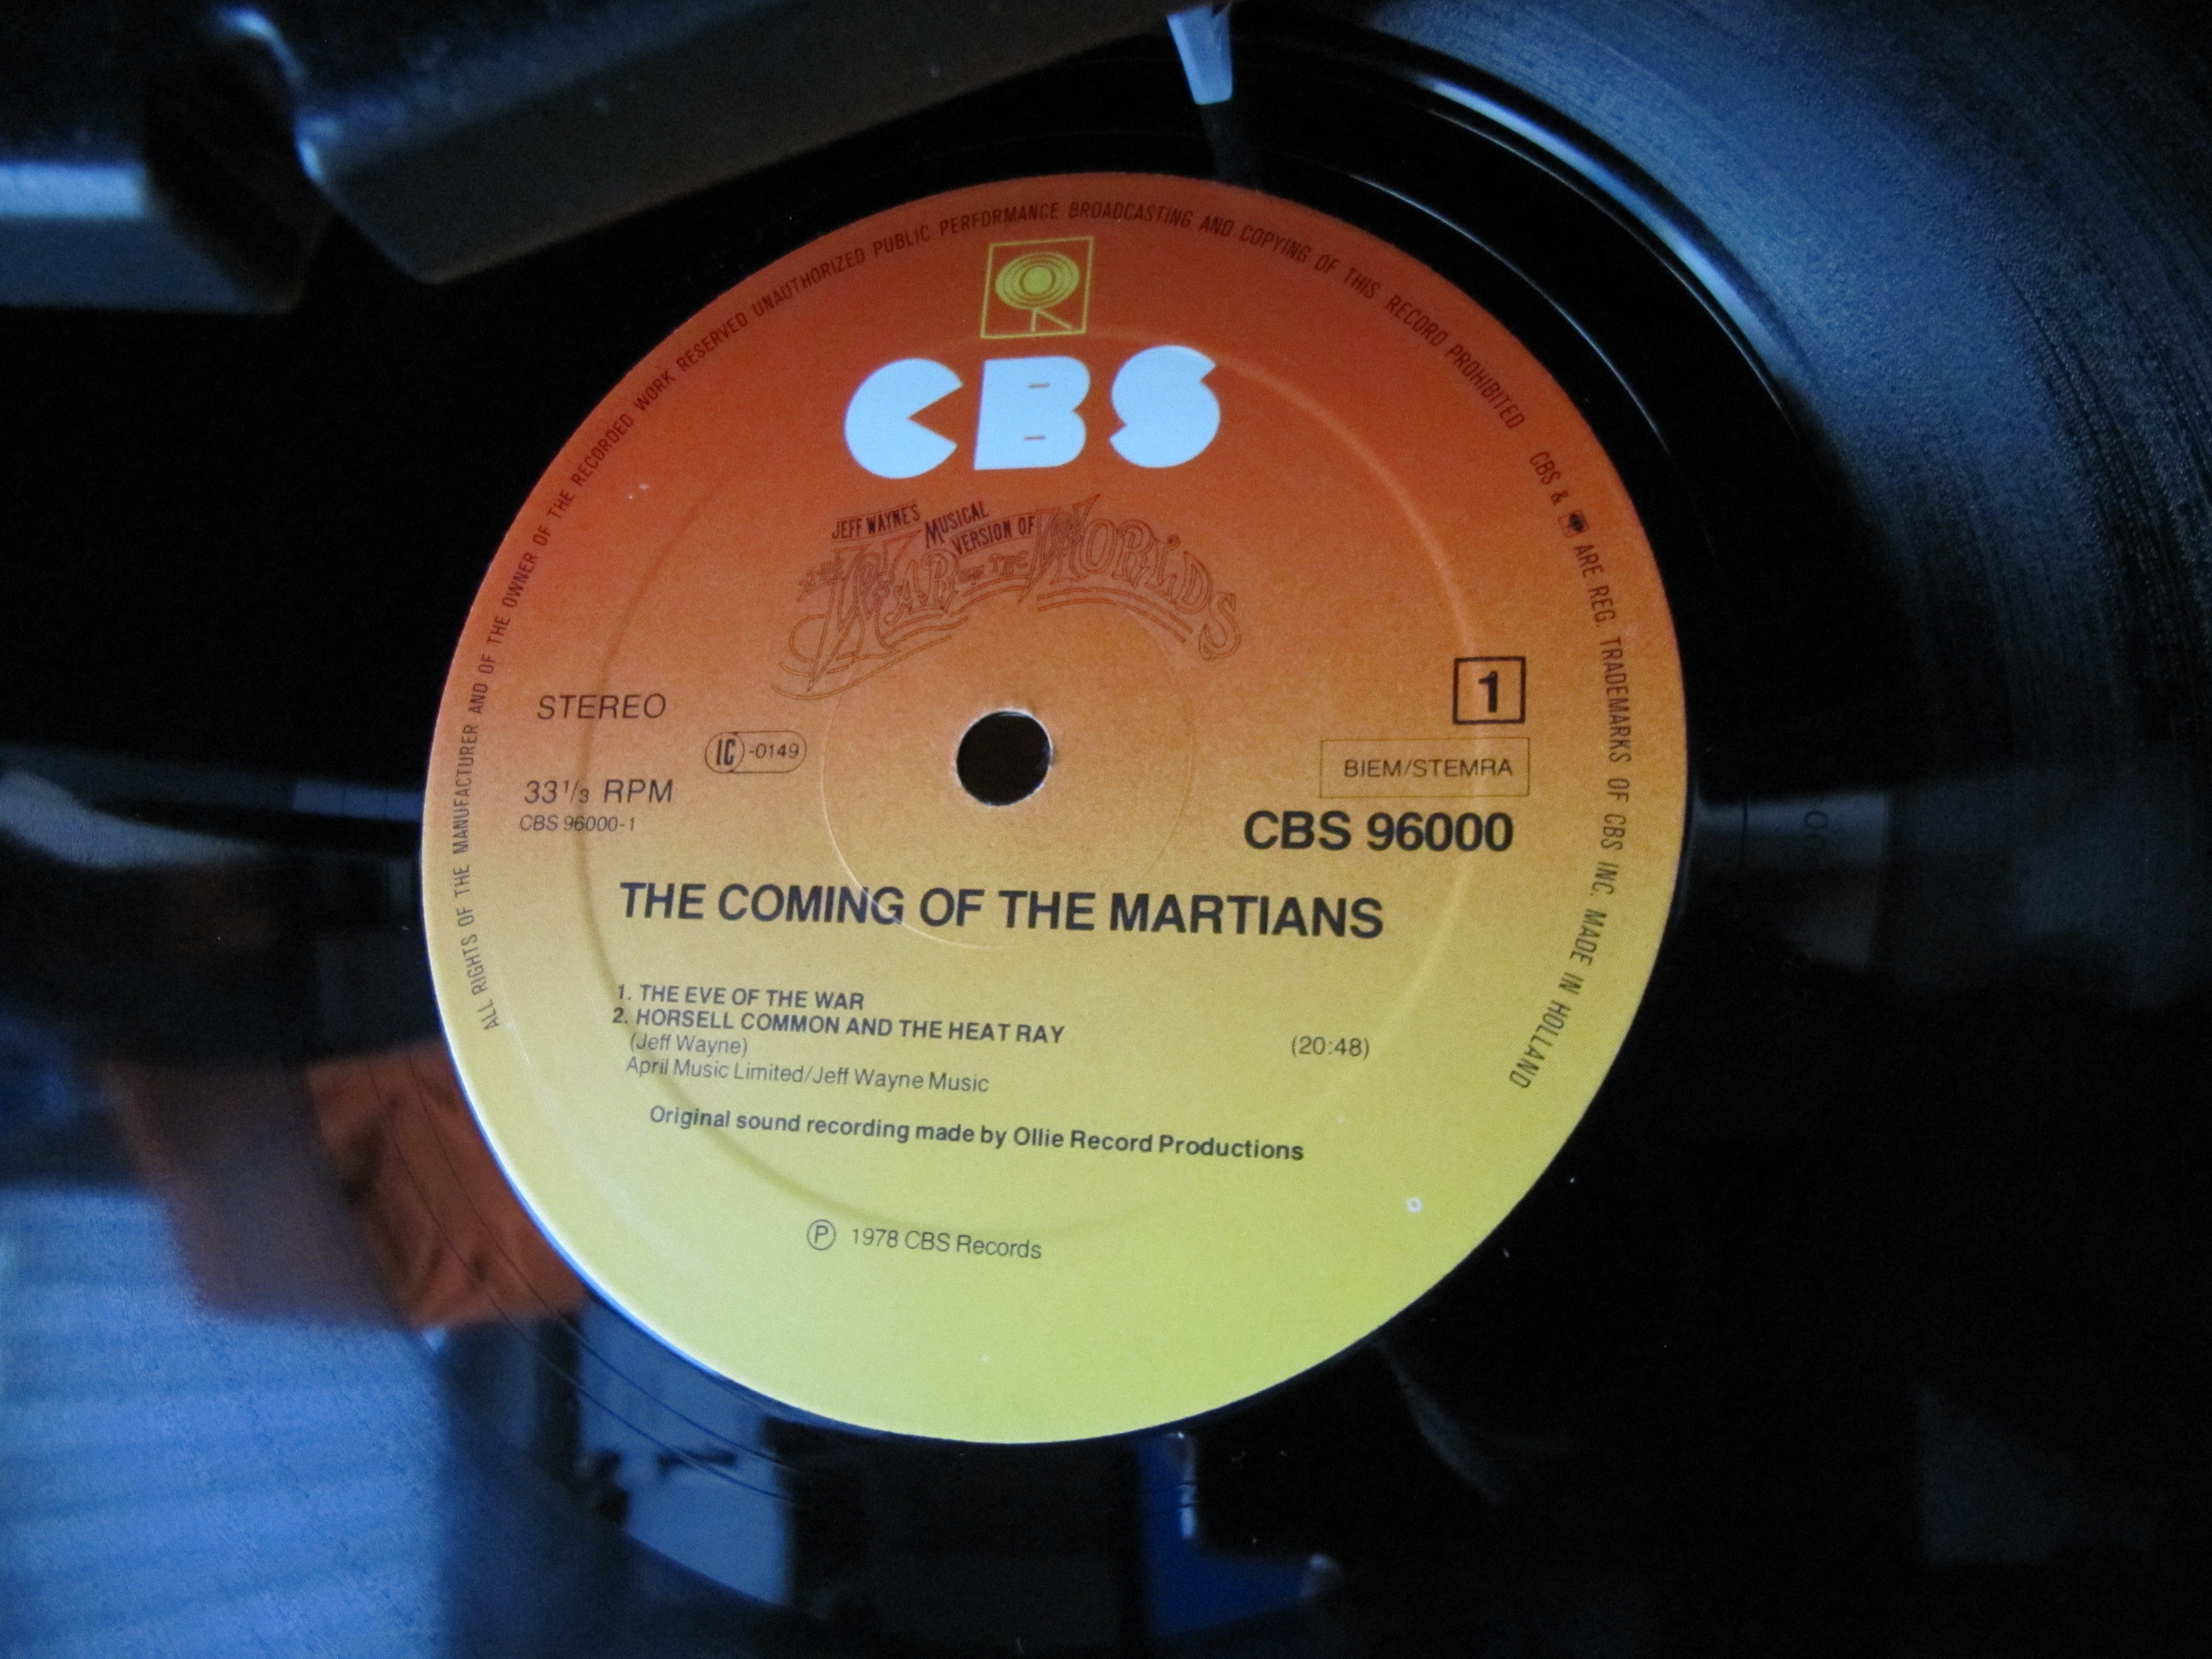 ALL RIGHTS OF THE MANUFACTURER AND OF THE OWNER OF THE RECORDED WORK RESERVED UNAUTHORIZED PUBLIC PERFORMANCE BROADCASTING AND COPYING OF THIS RECORD PROHIBITED
CBS & ARE REG. TRADEMARKS OF CBS INC. MADE IN HOLLAND
CBS
JEFF WAYNE'S MUSICAL VERSION OF
THE WAR OF THE WORLDS
STEREO
1
IC -0149
BIEM/STEMRA
33 1/3 RPM
CBS 96000-1
CBS 96000
THE COMING OF THE MARTIANS
1. THE EVE OF THE WAR
2. HORSELL COMMON AND THE HEAT RAY
(Jeff Wayne) (20:48)
April Music Limited/Jeff Wayne Music
Original sound recording made by Ollie Record Productions
Ⓟ 1978 CBS Records